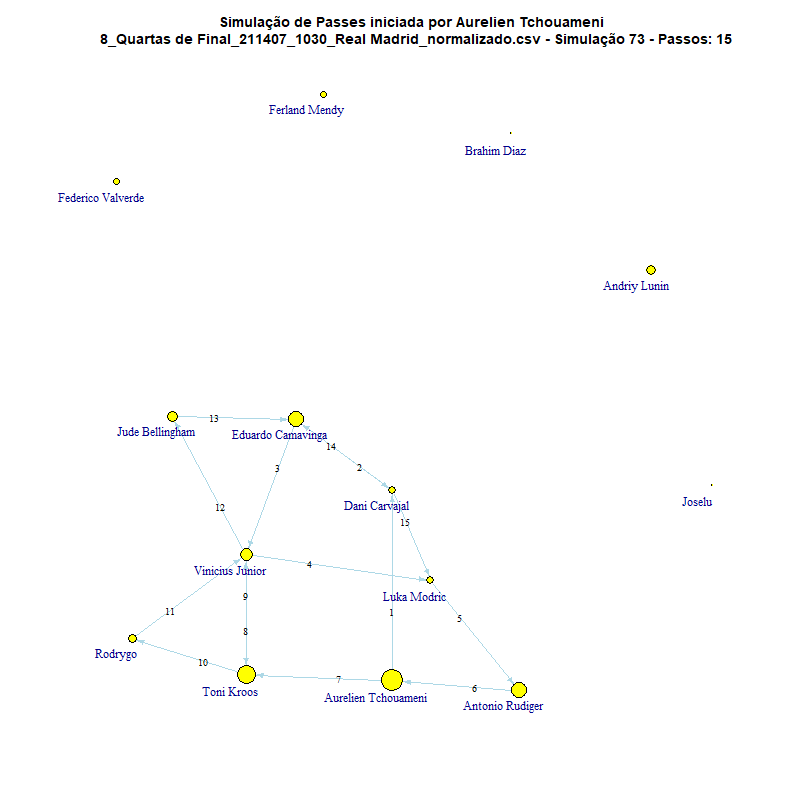 Simulação de Passes iniciada por Aurelien Tchouameni
8_Quartas de Final_211407_1030_Real Madrid_normalizado.csv - Simulação 73 - Passos: 15
Ferland Mendy
Brahim Diaz
Federico Valverde
Andriy Lunin
13
Jude Bellingham
Eduardo Camavinga
14
3
2
Joselu
Dani Carvajal
12
15
4
Vinicius Junior
9
Luka Modric
11
1
5
8
Rodrygo
10
7
6
Toni Kroos
Aurelien Tchouameni
Antonio Rudiger